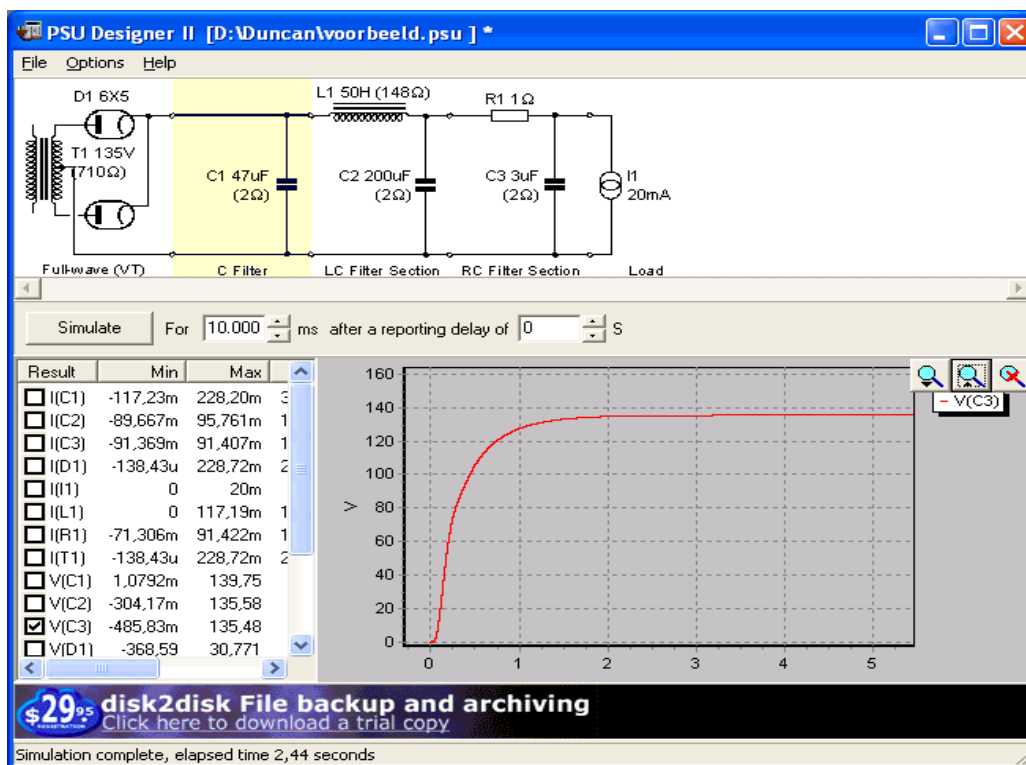 PSU Designer II [D:\Duncan\voorbeeld.psu ] *
File Options Help
D1 6X5
T1 135V
(710Ω)
L1 50H (148Ω)
R1 1Ω
C1 47uF
(2Ω)
C2 200uF
(2Ω)
C3 3uF
(2Ω)
I1
20mA
Full-wave (VT) C Filter LC Filter Section RC Filter Section Load
Simulate For 10.000 ms after a reporting delay of 0 S
Result Min Max
I(C1) -117,23m 228,20m 3
I(C2) -89,667m 95,761m 1
I(C3) -91,369m 91,407m 1
I(D1) -138,43u 228,72m 2
I(I1) 0 20m
I(L1) 0 117,19m 1
I(R1) -71,306m 91,422m 1
I(T1) -138,43u 228,72m 2
V(C1) 1,0792m 139,75
V(C2) -304,17m 135,58
V(C3) -485,83m 135,48
V(D1) -368,59 30,771
160
140
120
100
80
60
40
20
0
V
0 1 2 3 4 5
V(C3)
$29.95 disk2disk File backup and archiving
Click here to download a trial copy
Simulation complete, elapsed time 2,44 seconds